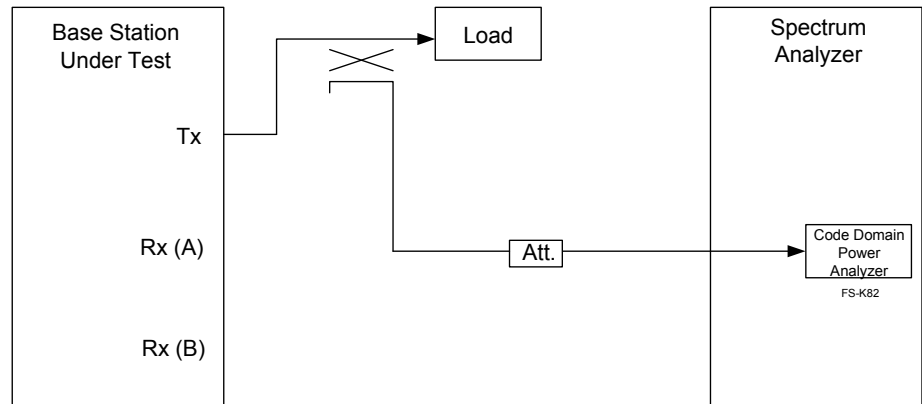 Base Station
Under Test
Tx
Rx (A)
Rx (B)
Load
Att.
Spectrum
Analyzer
Code Domain
Power
Analyzer
FS-K82